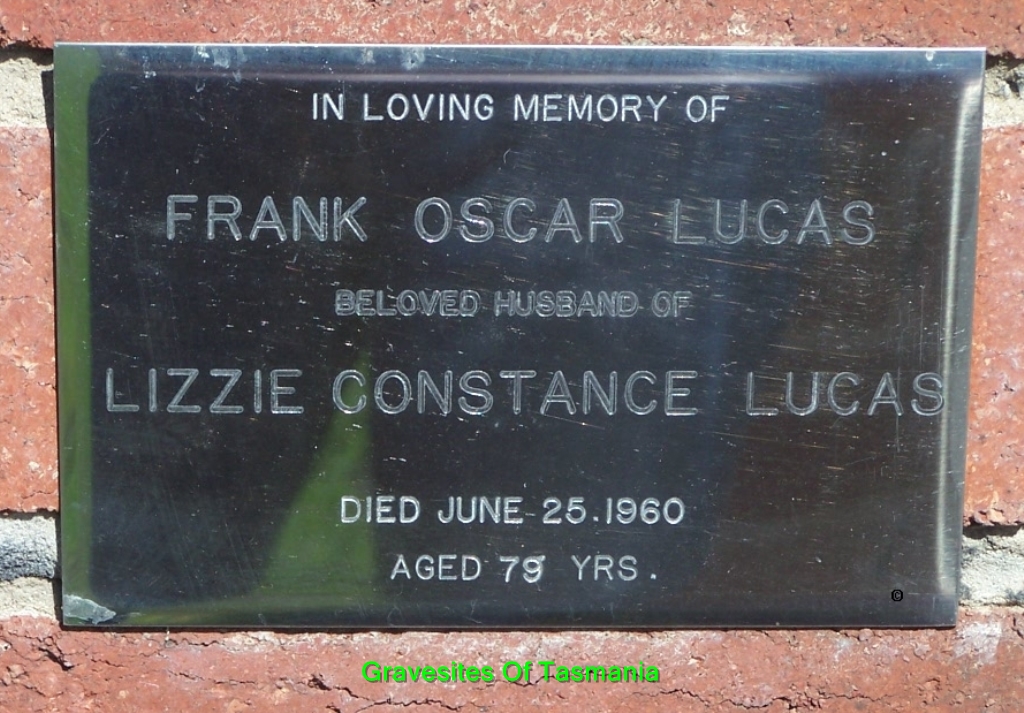 IN LOVING MEMORY OF
FRANK OSCAR LUCAS
BELOVED HUSBAND OF
LIZZIE CONSTANCE LUCAS
DIED JUNE 25.1960
AGED 79 YRS.
©
Gravesites Of Tasmania